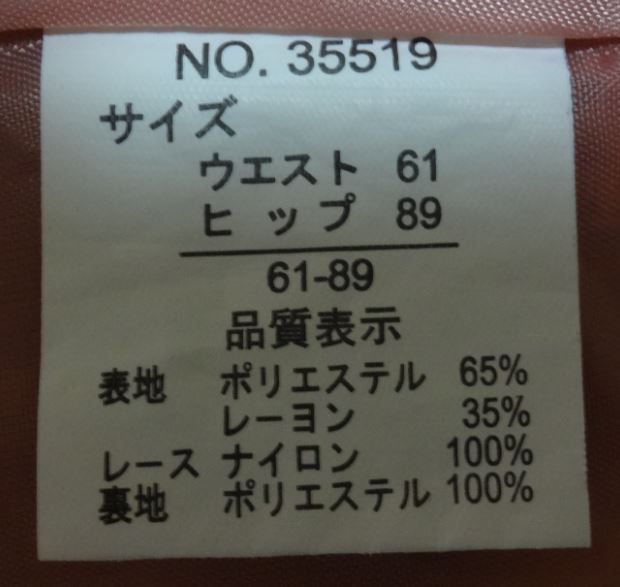 NO. 35519
サイズ
ウエスト 61
ヒップ 89
61-89
品質表示
表地 ポリエステル 65%
レーヨン 35%
レース ナイロン 100%
裏地 ポリエステル 100%